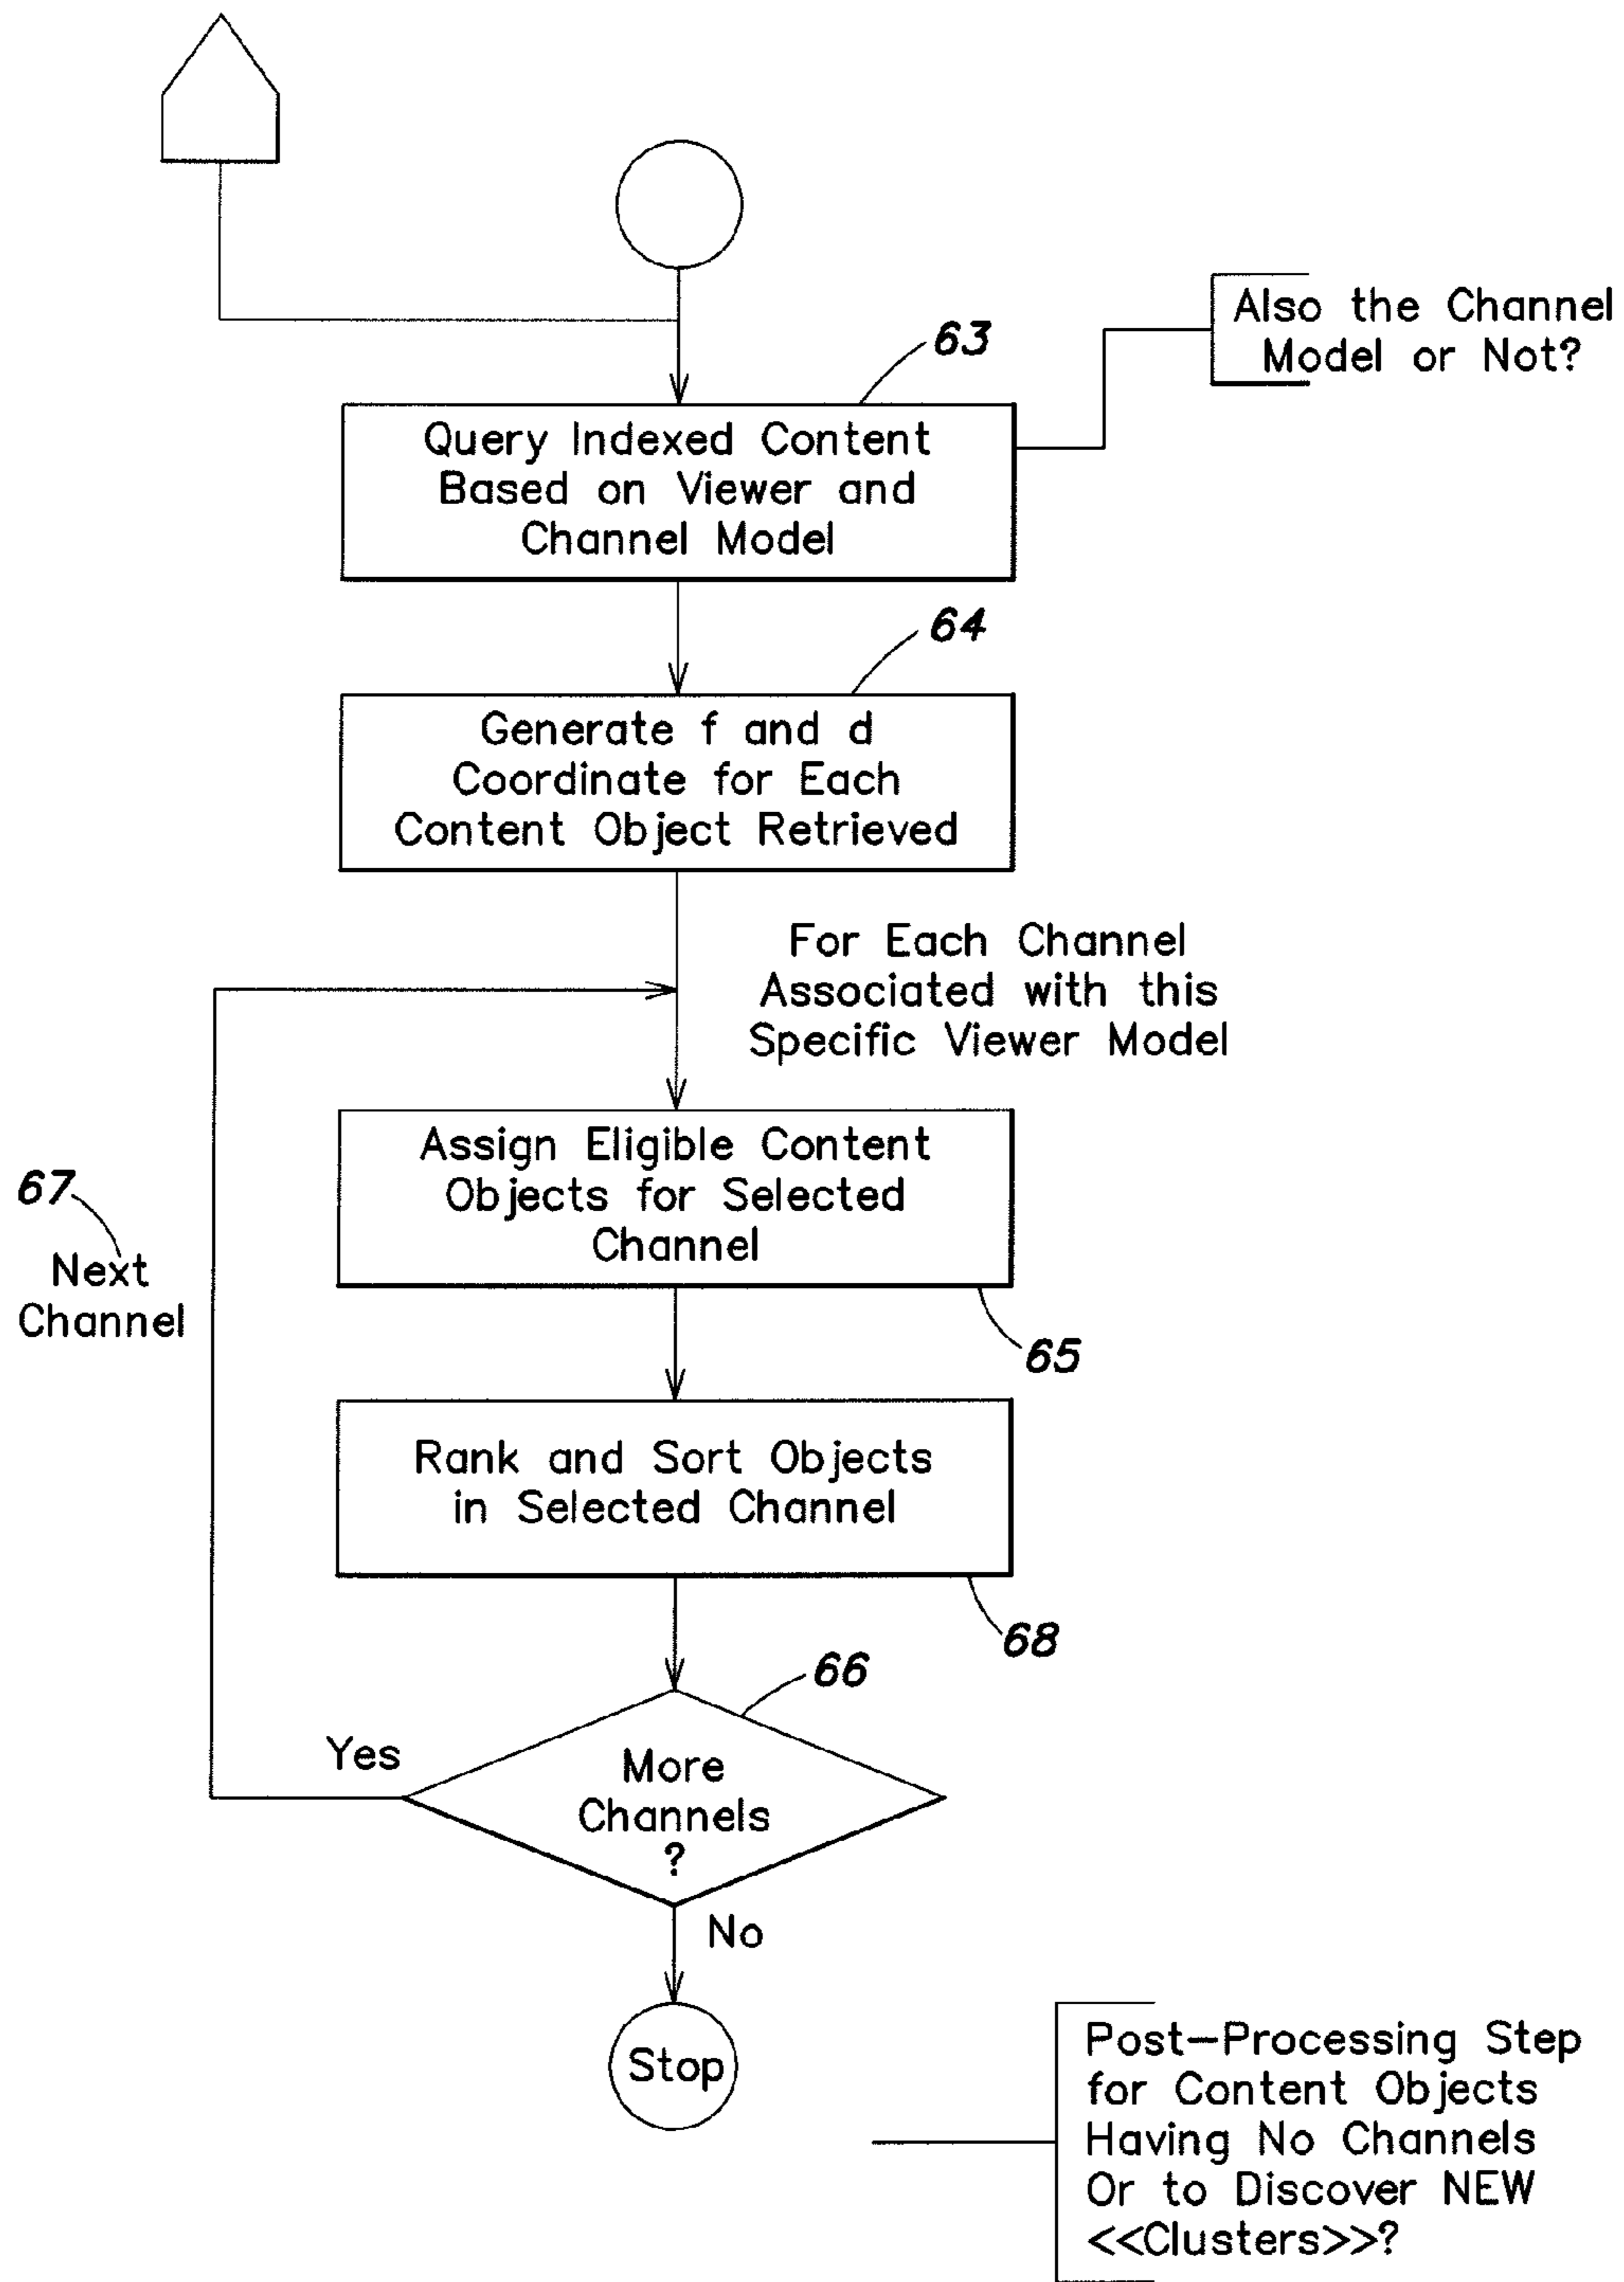 63
Also the Channel
Model or Not?
Query Indexed Content
Based on Viewer and
Channel Model
64
Generate f and d
Coordinate for Each
Content Object Retrieved
For Each Channel
Associated with this
Specific Viewer Model
Assign Eligible Content
Objects for Selected
Channel
67
Next
Channel
65
Rank and Sort Objects
in Selected Channel
68
66
Yes
More
Channels
?
No
Stop
Post-Processing Step
for Content Objects
Having No Channels
Or to Discover NEW
<<Clusters>>?